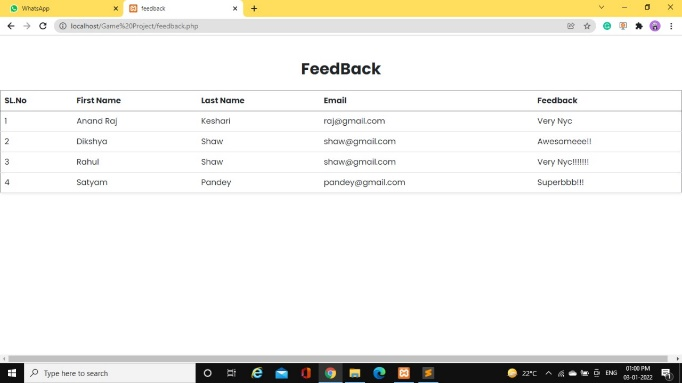 WhatsApp
feedback
localhost/Game%20Project/feedback.php
FeedBack
SL.No First Name Last Name Email Feedback
1 Anand Raj Keshari raj@gmail.com Very Nyc
2 Dikshya Shaw shaw@gmail.com Awesomeee!!
3 Rahul Shaw shaw@gmail.com Very Nyc!!!!!!!
4 Satyam Pandey pandey@gmail.com Superbbb!!!
Type here to search
22°C ENG 01:00 PM
03-01-2022